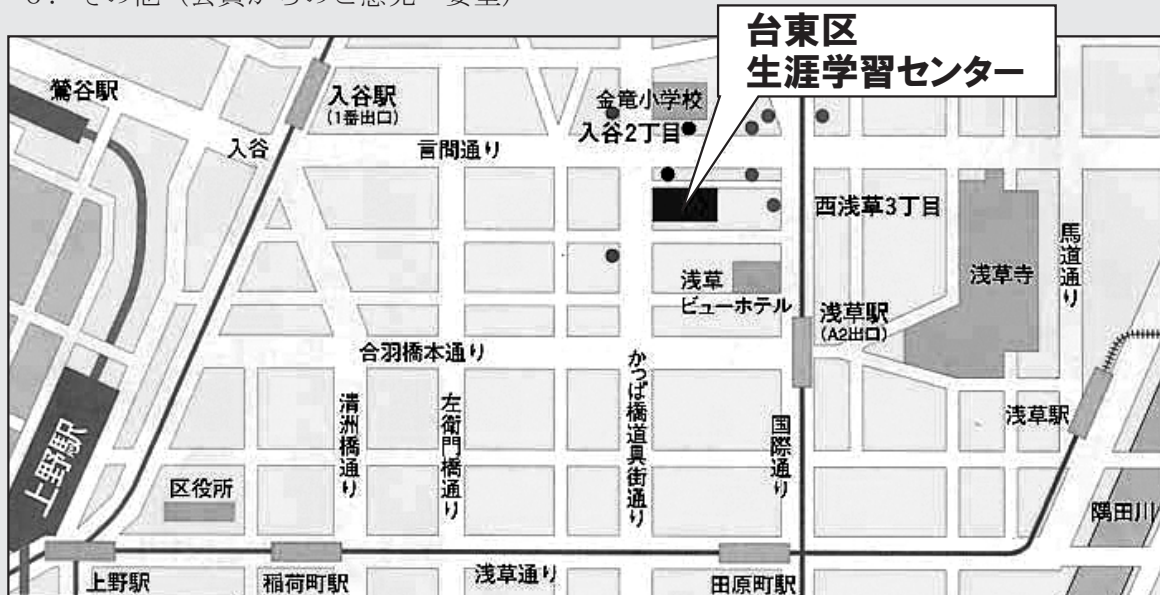 台東区
生涯学習センター
鶯谷駅
入谷駅
(1番出口)
金竜小学校
入谷2丁目
入谷
言問通り
西浅草3丁目
馬道通り
浅草寺
浅草
ビューホテル
浅草駅
(A2出口)
合羽橋本通り
かっぱ橋道具街通り
清洲橋通り
左衛門橋通り
国際通り
浅草駅
上野駅
区役所
隅田川
上野駅
稲荷町駅
浅草通り
田原町駅